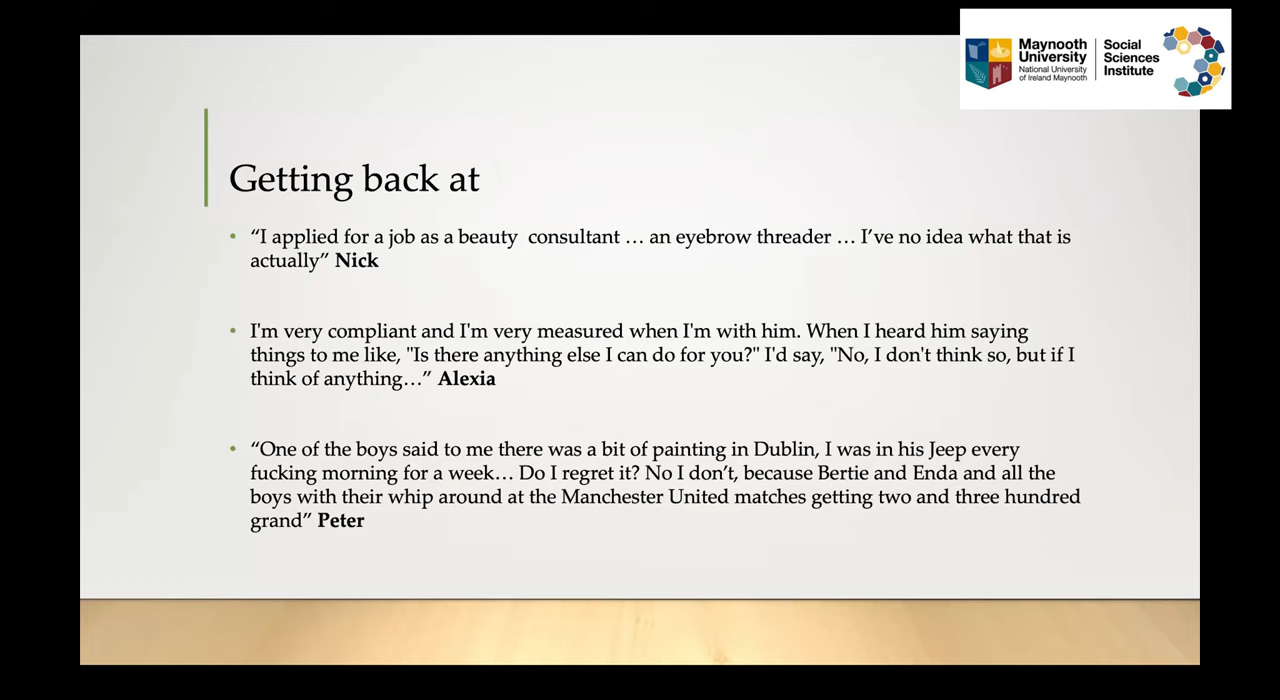 Maynooth
University
National University
of Ireland Maynooth
Social
Sciences
Institute
Getting back at
• “I applied for a job as a beauty  consultant … an eyebrow threader … I’ve no idea what that is
actually” Nick
• I'm very compliant and I'm very measured when I'm with him. When I heard him saying
things to me like, "Is there anything else I can do for you?" I'd say, "No, I don't think so, but if I
think of anything…” Alexia
• “One of the boys said to me there was a bit of painting in Dublin, I was in his Jeep every
fucking morning for a week… Do I regret it? No I don’t, because Bertie and Enda and all the
boys with their whip around at the Manchester United matches getting two and three hundred
grand” Peter